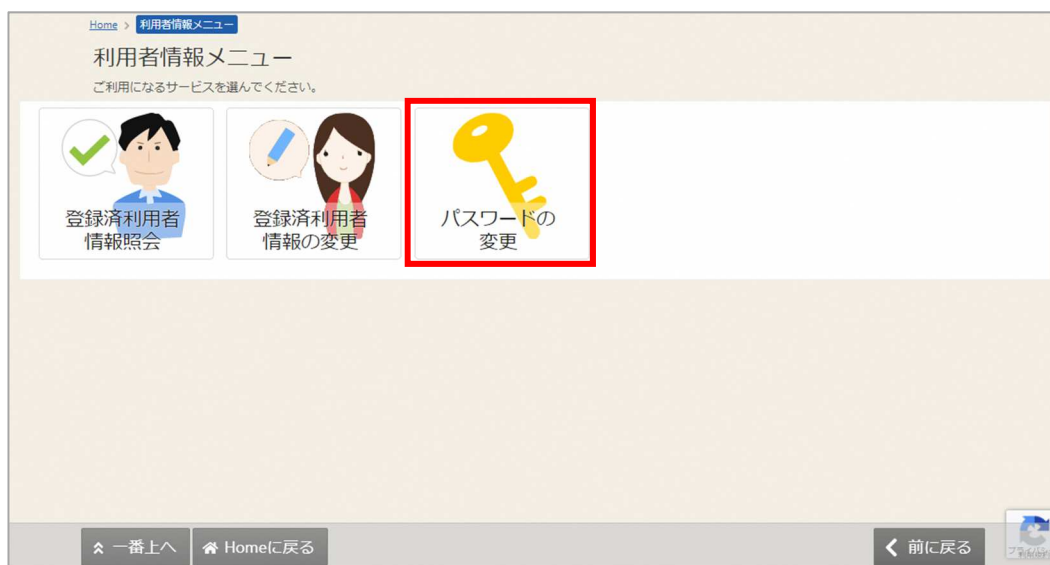 Home > 利用者情報メニュー
利用者情報メニュー
ご利用になるサービスを選んでください。
登録済利用者
情報照会
登録済利用者
情報の変更
パスワードの
変更
一番上へ
Homeに戻る
前に戻る